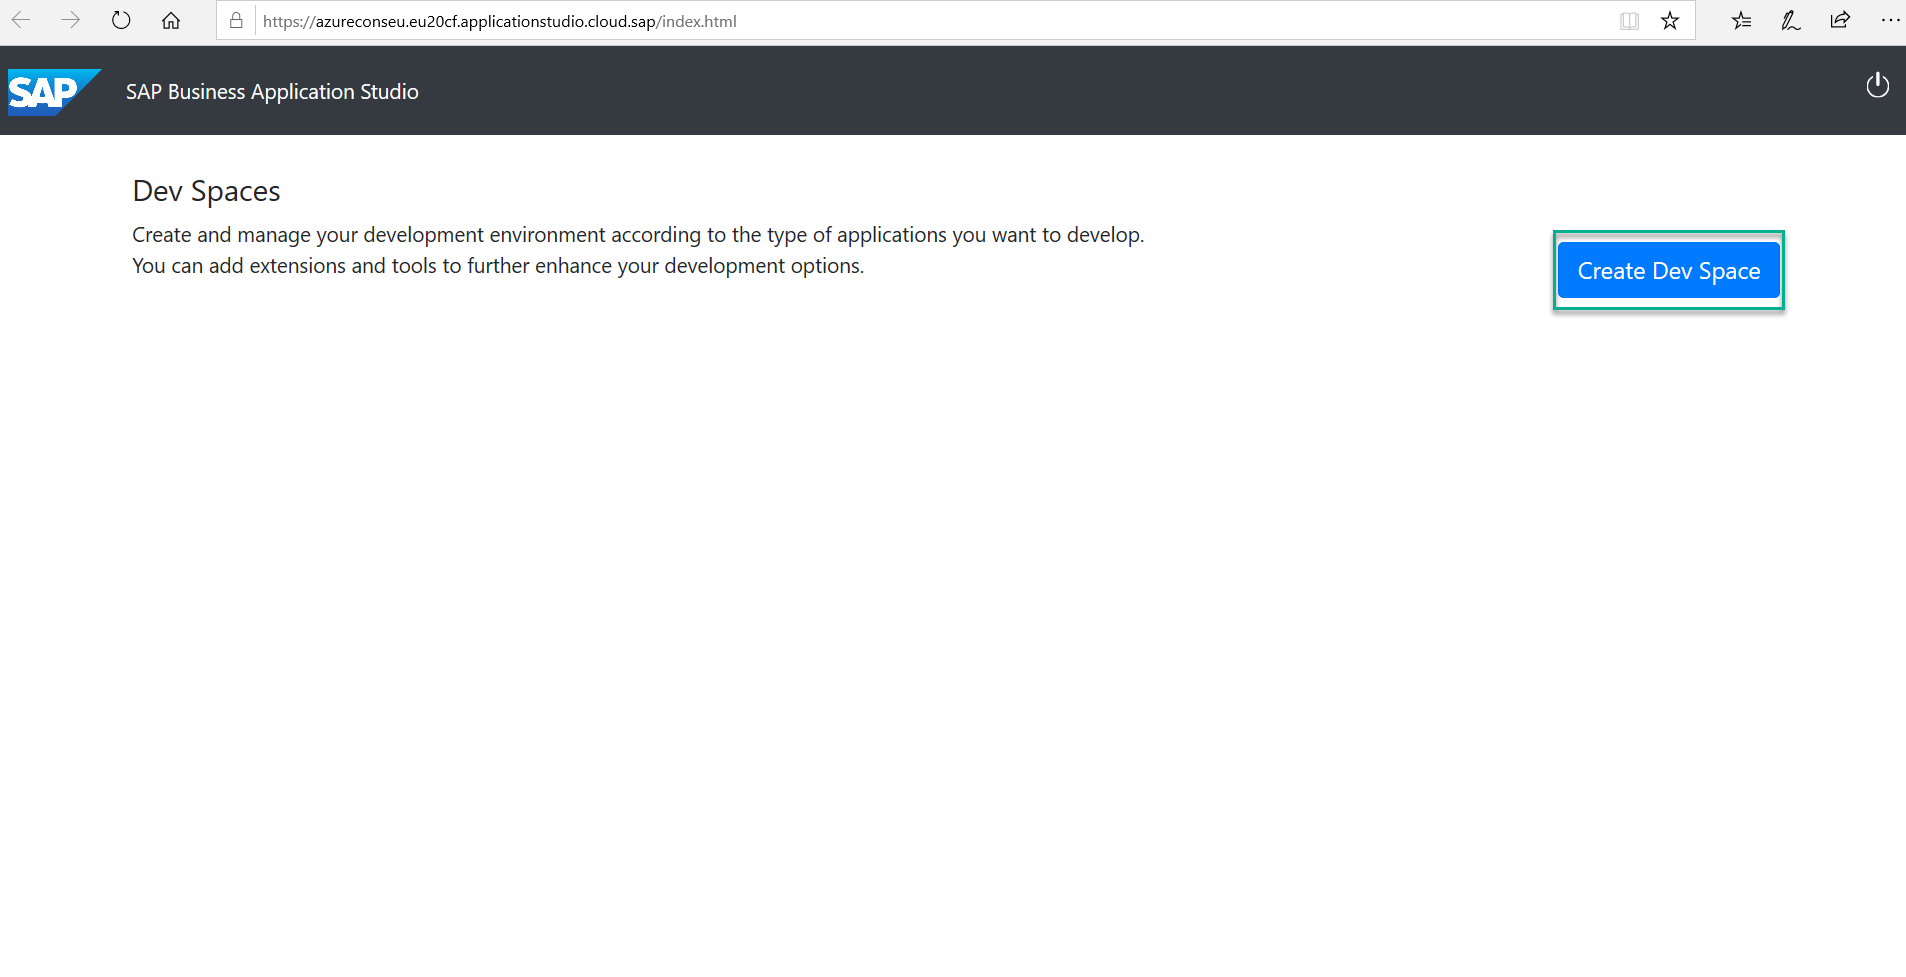 https://azureconseu.eu20cf.applicationstudio.cloud.sap/index.html
SAP
SAP Business Application Studio
Dev Spaces
Create and manage your development environment according to the type of applications you want to develop.
You can add extensions and tools to further enhance your development options.
Create Dev Space